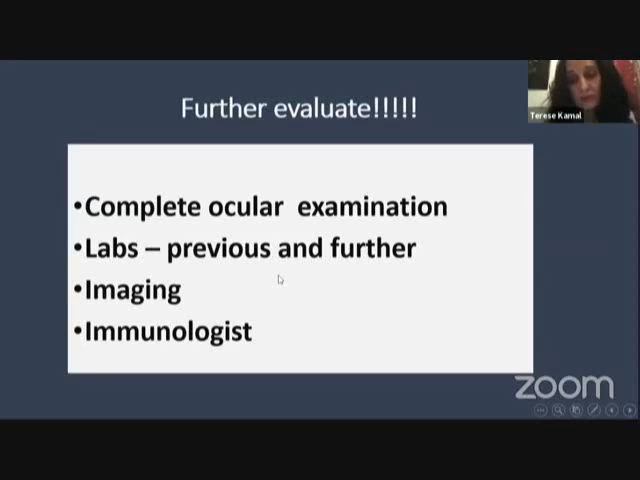 Further evaluate!!!!!
Terese Kamal
•Complete ocular  examination
•Labs – previous and further
•Imaging
•Immunologist
zoom